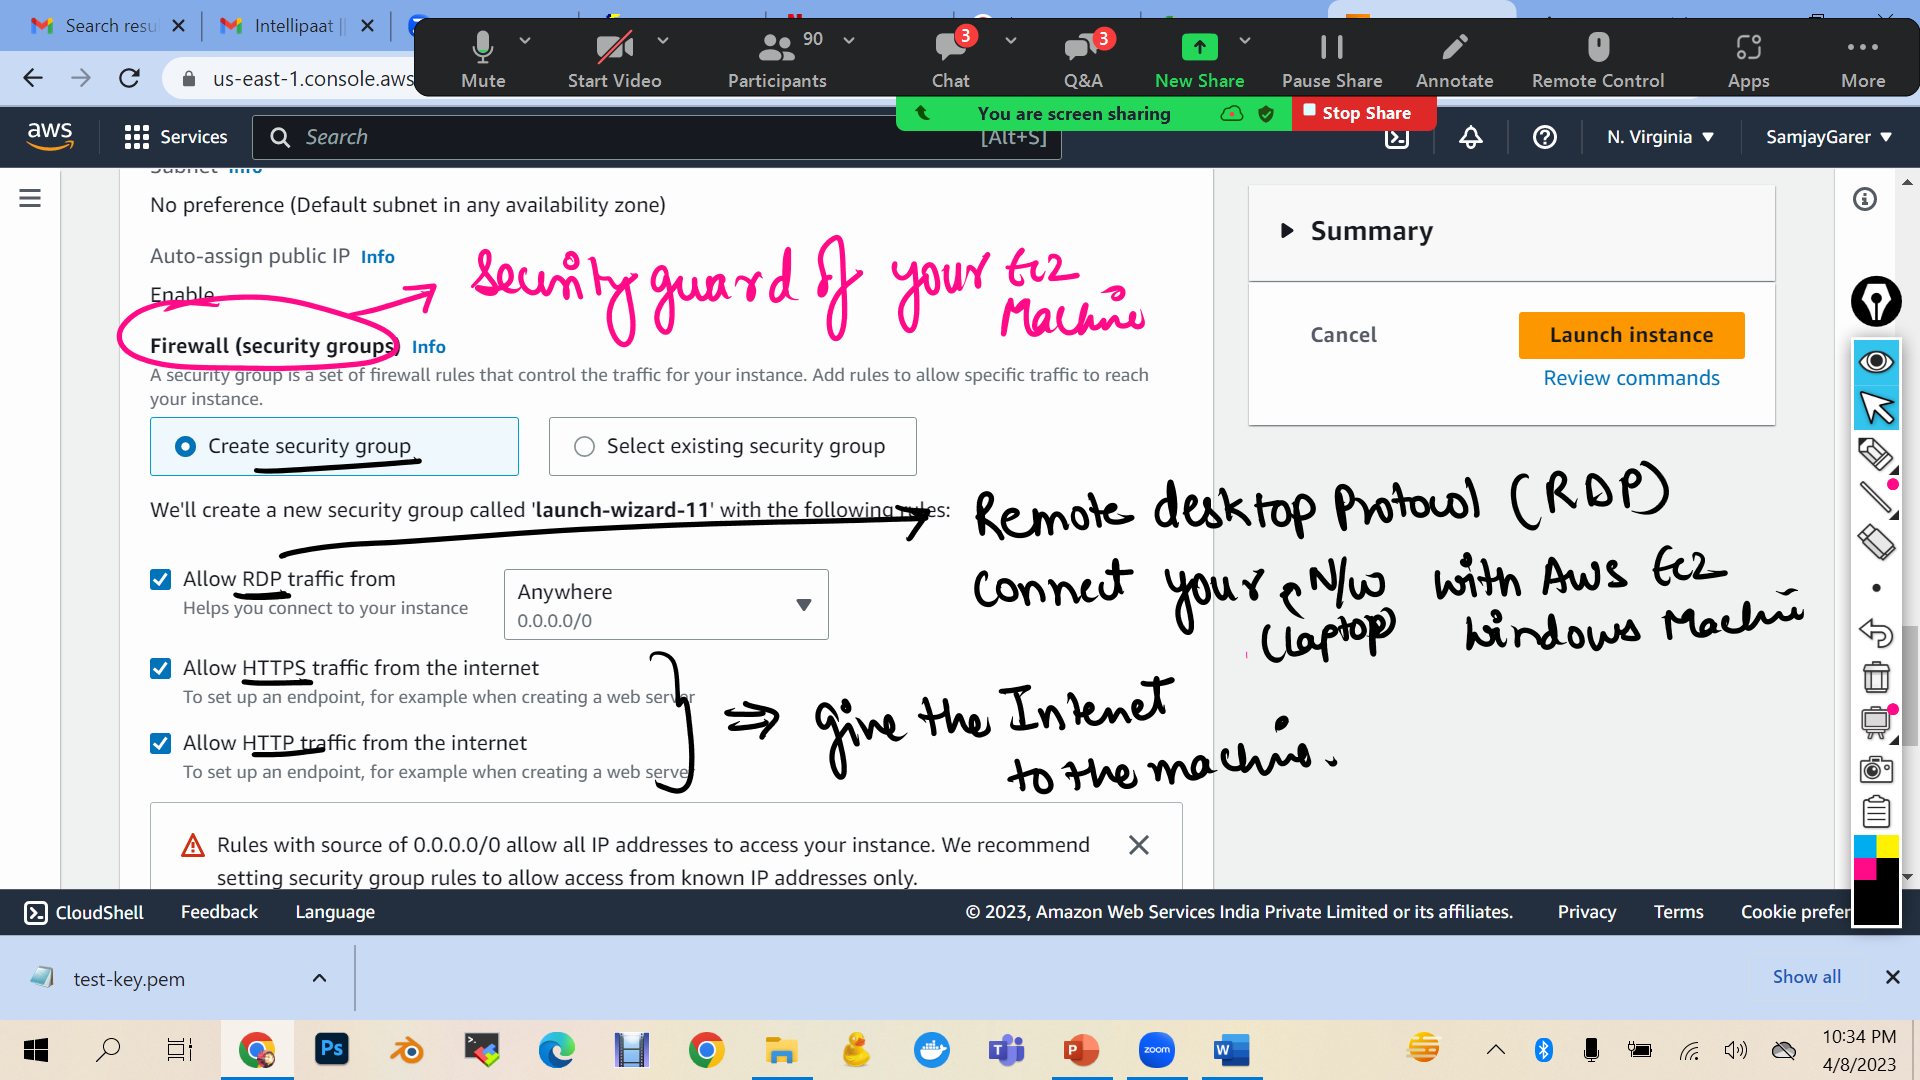 Search resu
Intellipaat ||
us-east-1.console.aws
Mute
Start Video
90
Participants
3
Chat
3
Q&A
New Share
Pause Share
Annotate
Remote Control
Apps
More
You are screen sharing
Stop Share
aws
Services
Search
[Alt+S]
N. Virginia
SamjayGarer
Subnet Info
No preference (Default subnet in any availability zone)
Auto-assign public IP Info
Enable
Security guard of your Ec2
Machine
Firewall (security groups) Info
A security group is a set of firewall rules that control the traffic for your instance. Add rules to allow specific traffic to reach
your instance.
Create security group
Select existing security group
We'll create a new security group called 'launch-wizard-11' with the following rules:
Remote desktop Protocol (RDP)
Connect your N/w with Aws Ec2
(laptop) windows Machine
Allow RDP traffic from
Helps you connect to your instance
Anywhere
0.0.0.0/0
Allow HTTPS traffic from the internet
To set up an endpoint, for example when creating a web server
Allow HTTP traffic from the internet
To set up an endpoint, for example when creating a web server
⇒ give the Intenet
to the machine.
Rules with source of 0.0.0.0/0 allow all IP addresses to access your instance. We recommend
setting security group rules to allow access from known IP addresses only.
Summary
Cancel
Launch instance
Review commands
CloudShell
Feedback
Language
© 2023, Amazon Web Services India Private Limited or its affiliates.
Privacy
Terms
Cookie prefer
test-key.pem
Show all
Ps
zoom
W
10:34 PM
4/8/2023